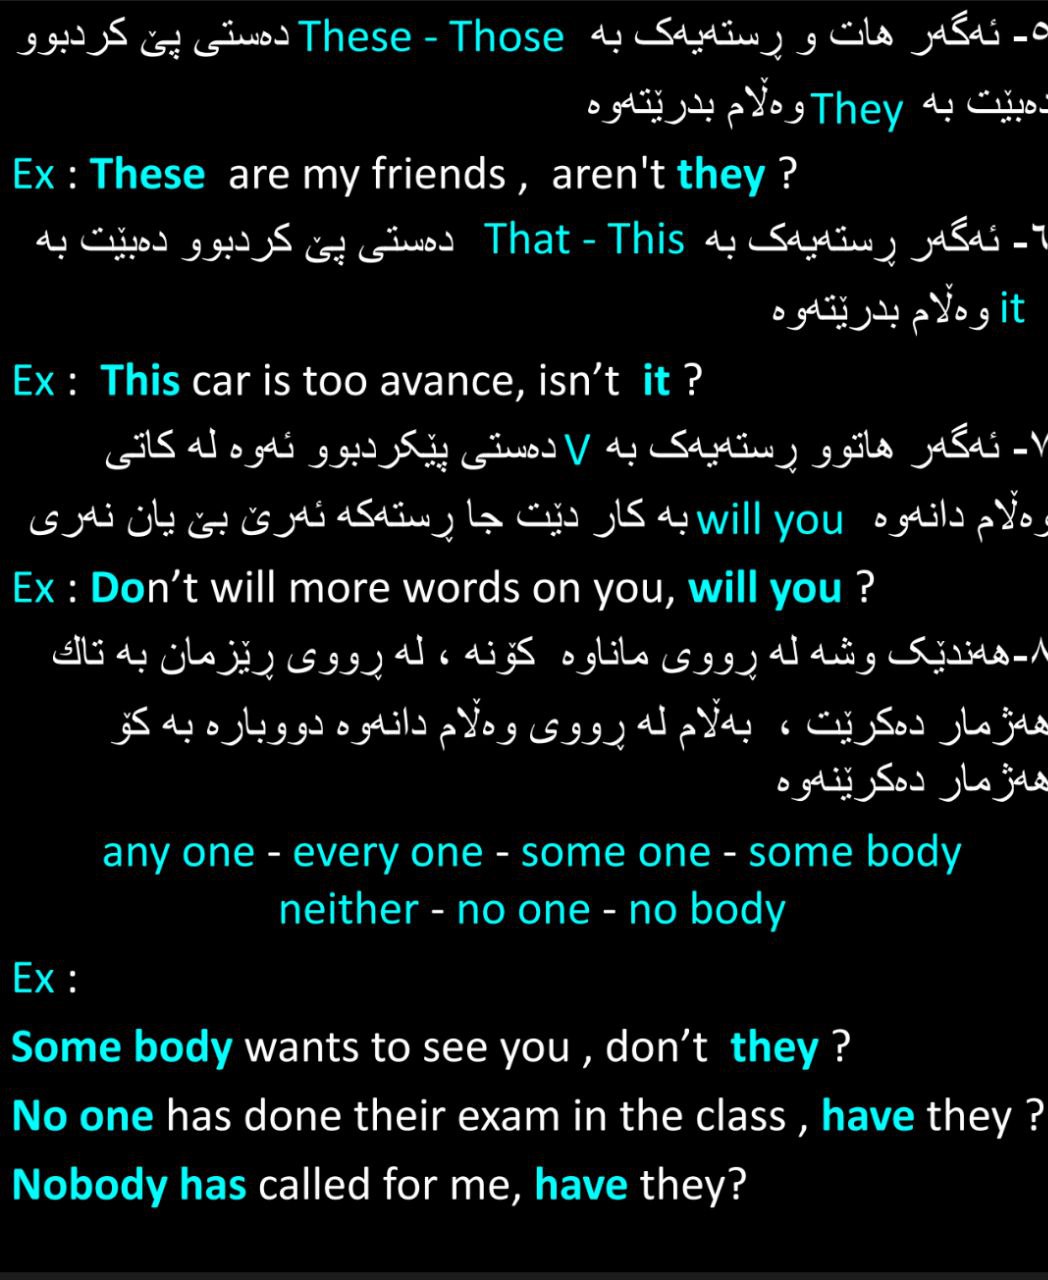 ٥- ئەگەر هات و ڕستەیەک بە These - Those دەستی پێ کردبوو
دەبێت بە They وەڵام بدرێتەوە
Ex : These are my friends , aren't they ?
٦- ئەگەر ڕستەیەک بە That - This دەستی پێ کردبوو دەبێت بە
it وەڵام بدرێتەوە
Ex : This car is too avance, isn’t it ?
٧- ئەگەر هاتوو ڕستەیەک بە V دەستی پێکردبوو ئەوە لە کاتی
وەڵام دانەوە will you بە کار دێت جا ڕستەکە ئەرێ بێ یان نەری
Ex : Don’t will more words on you, will you ?
٨-هەندێک وشە لە ڕووی ماناوە کۆنە ، لە ڕووی ڕێزمان بە تاك
هەژمار دەکرێت ، بەڵام لە ڕووی وەڵام دانەوە دووبارە بە کۆ
هەژمار دەکرێنەوە
any one - every one - some one - some body
neither - no one - no body
Ex :
Some body wants to see you , don’t they ?
No one has done their exam in the class , have they ?
Nobody has called for me, have they?